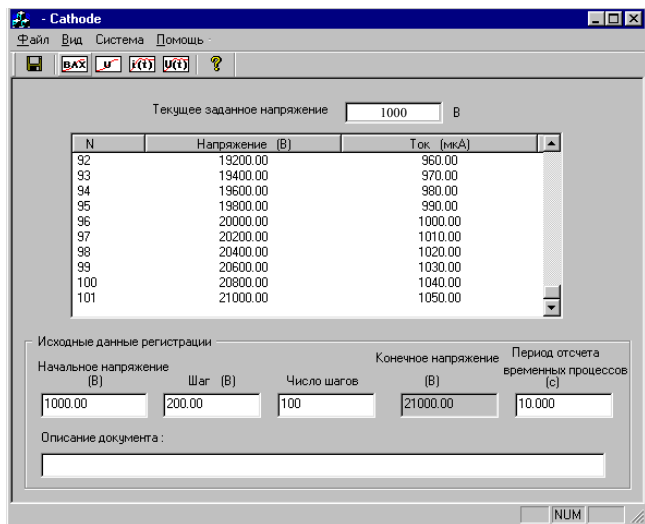 - Cathode
Файл Вид Система Помощь
ВАХ U i(t) U(t) ?
Текущее заданное напряжение 1000 В
N Напряжение (В) Ток (мкА)
92 19200.00 960.00
93 19400.00 970.00
94 19600.00 980.00
95 19800.00 990.00
96 20000.00 1000.00
97 20200.00 1010.00
98 20400.00 1020.00
99 20600.00 1030.00
100 20800.00 1040.00
101 21000.00 1050.00
Исходные данные регистрации
Начальное напряжение (В)
Шаг (В)
Число шагов
Конечное напряжение (В)
Период отсчета временных процессов (с)
1000.00 200.00 100 21000.00 10.000
Описание документа :
NUM